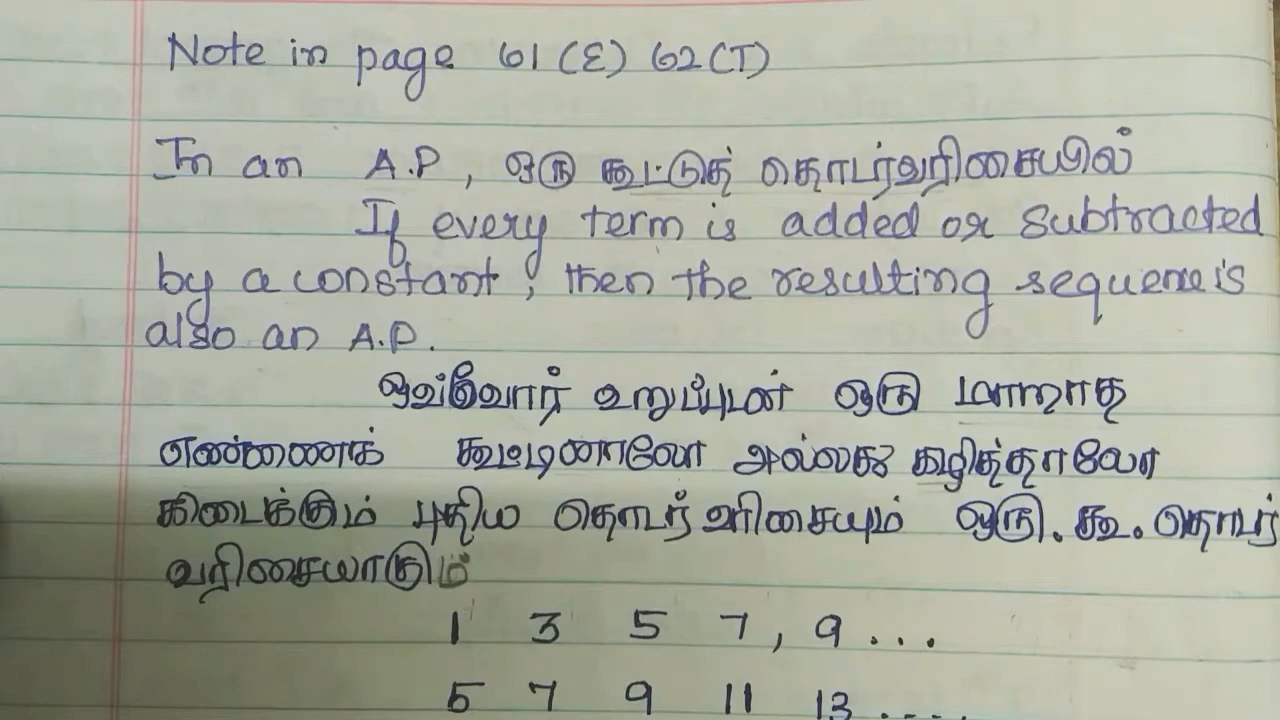 Note in page 61 (E) 62 (T)
In an A.P, ஒரு கூட்டுத் தொடர்வரிசையில்
If every term is added or subtracted
by a constant, then the resulting sequence is
also an A.P.
ஒவ்வோர் உறுப்புடன் ஒரு மாறாத
எண்ணைக் கூட்டினாலோ அல்லது கழித்தாலோ
கிடைக்கும் புதிய தொடர் வரிசையும் ஒரு. கூ. தொடர்
வரிசையாகும்
1 3 5 7, 9 ...
5 7 9 11 13 ....